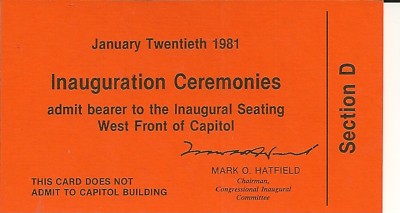 January Twentieth 1981
Inauguration Ceremonies
admit bearer to the Inaugural Seating
West Front of Capitol
MARK O. HATFIELD
Chairman,
Congressional Inaugural
Committee
THIS CARD DOES NOT
ADMIT TO CAPITOL BUILDING
Section D